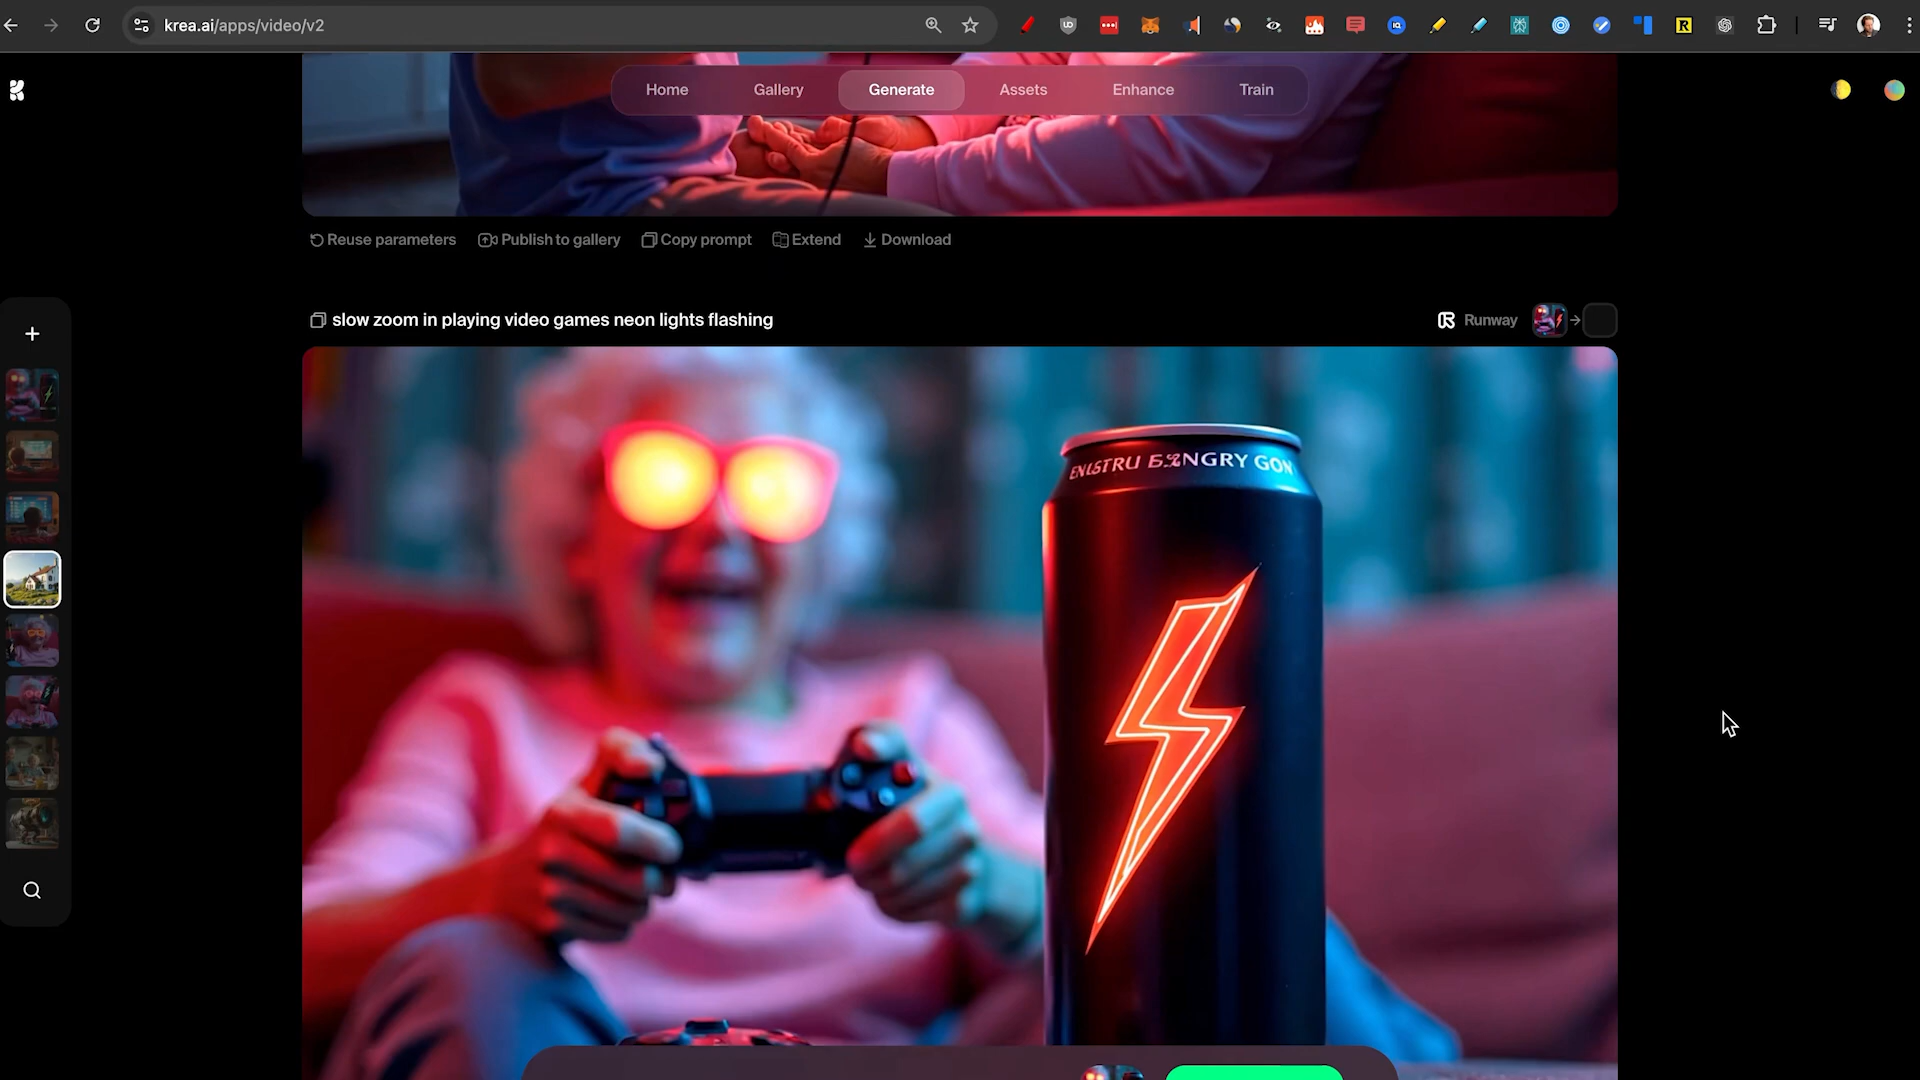 krea.ai/apps/video/v2
Home
Gallery
Generate
Assets
Enhance
Train
Reuse parameters
Publish to gallery
Copy prompt
Extend
Download
slow zoom in playing video games neon lights flashing
Runway